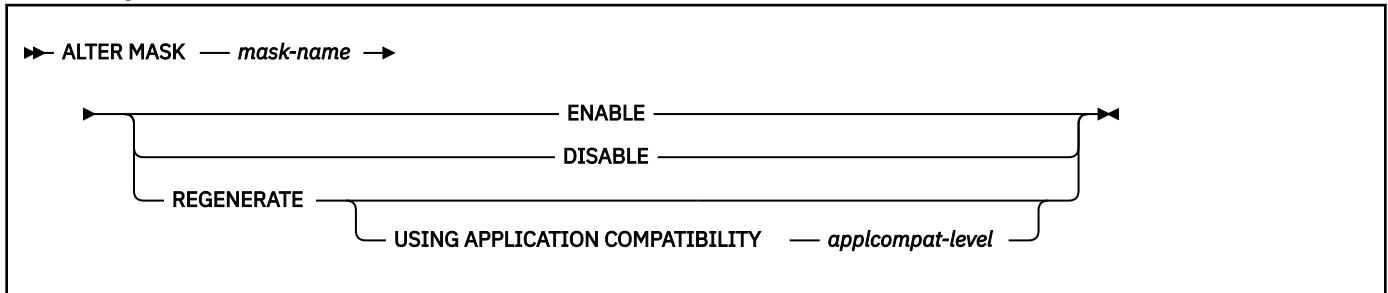 ALTER MASK mask-name
ENABLE
DISABLE
REGENERATE
USING APPLICATION COMPATIBILITY applcompat-level